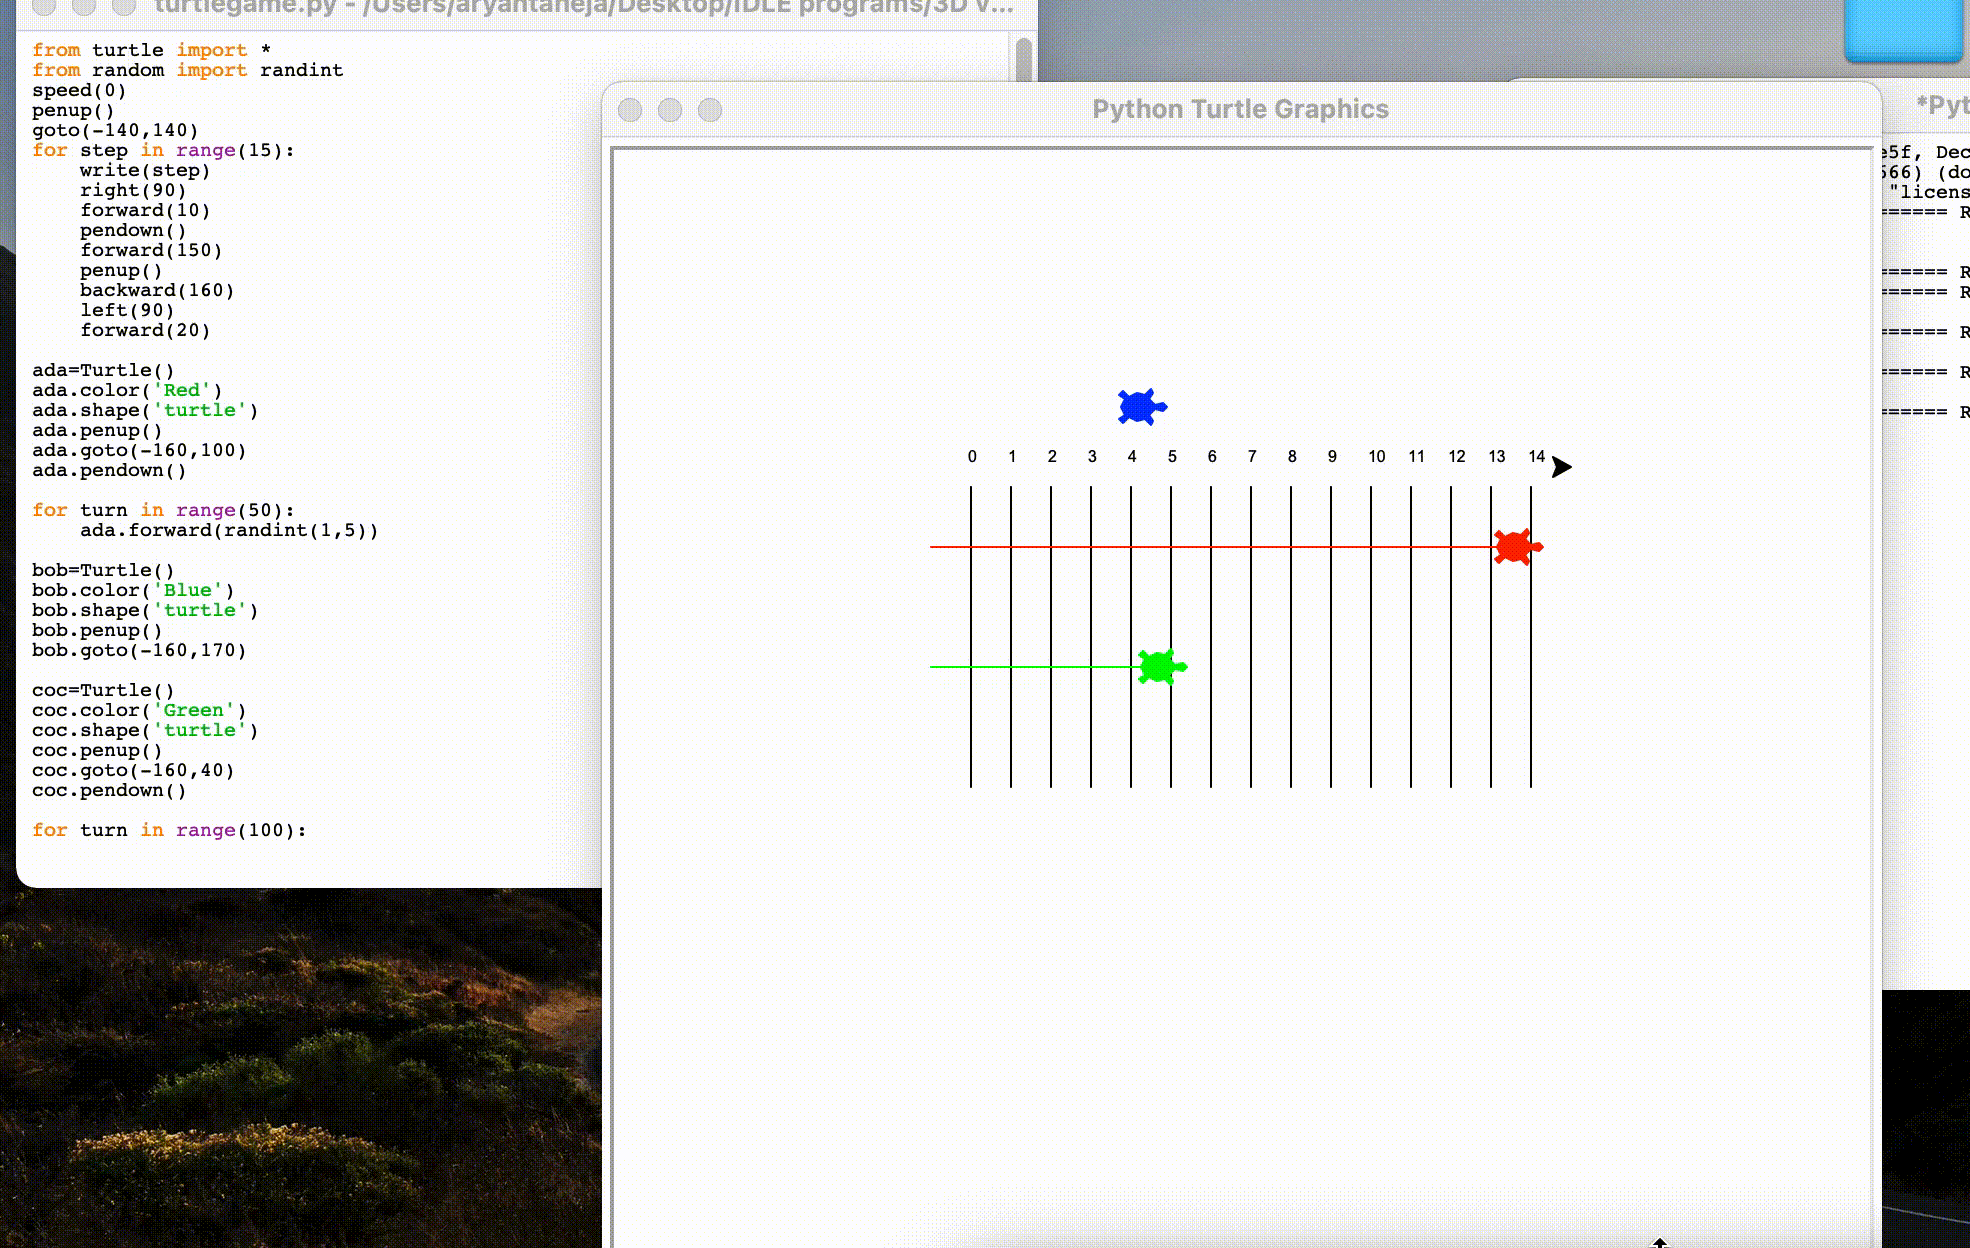 turtlegame.py - /Users/aryantaneja/Desktop/IDLE programs/3D V...
from turtle import *
from random import randint
speed(0)
penup()
goto(-140,140)
for step in range(15):
    write(step)
    right(90)
    forward(10)
    pendown()
    forward(150)
    penup()
    backward(160)
    left(90)
    forward(20)
ada=Turtle()
ada.color('Red')
ada.shape('turtle')
ada.penup()
ada.goto(-160,100)
ada.pendown()
for turn in range(50):
    ada.forward(randint(1,5))
bob=Turtle()
bob.color('Blue')
bob.shape('turtle')
bob.penup()
bob.goto(-160,170)
coc=Turtle()
coc.color('Green')
coc.shape('turtle')
coc.penup()
coc.goto(-160,40)
coc.pendown()
for turn in range(100):
Python Turtle Graphics
0 1 2 3 4 5 6 7 8 9 10 11 12 13 14
*Pyt
e5f, Dec
566) (do
"licens
====== R
====== R
====== R
====== R
====== R
====== R